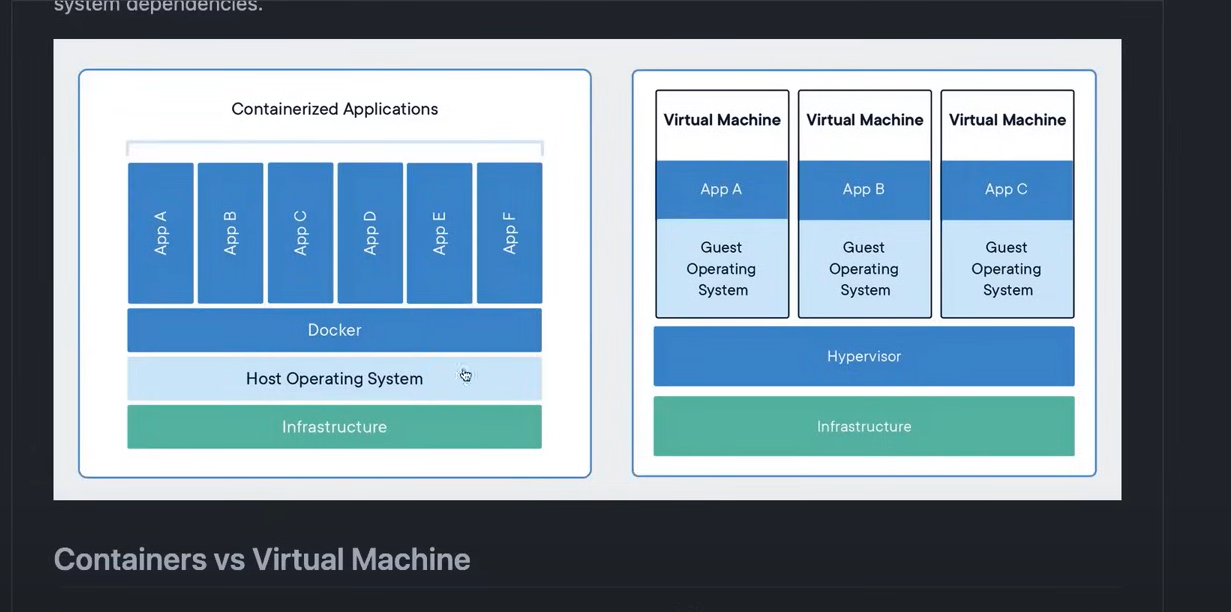 system dependencies.
Containerized Applications
App A
App B
App C
App D
App E
App F
Docker
Host Operating System
Infrastructure
Virtual Machine
App A
Guest
Operating
System
Virtual Machine
App B
Guest
Operating
System
Virtual Machine
App C
Guest
Operating
System
Hypervisor
Infrastructure
Containers vs Virtual Machine